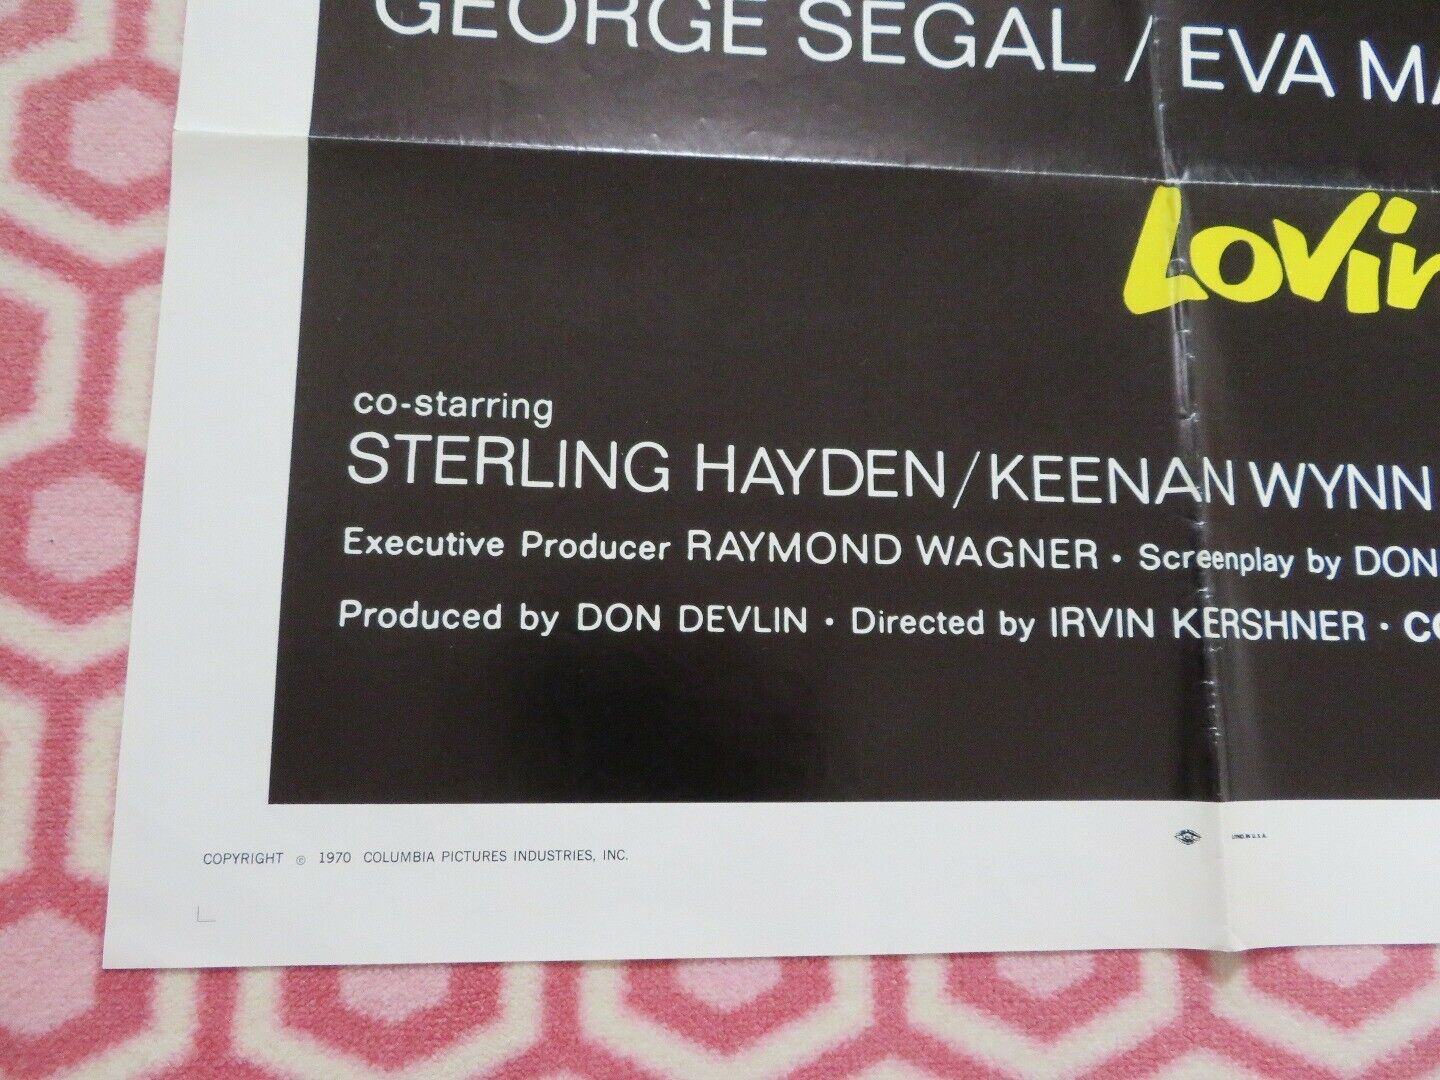 GEORGE SEGAL / EVA MA
Lovin
co-starring
STERLING HAYDEN / KEENAN WYNN
Executive Producer RAYMOND WAGNER • Screenplay by DON
Produced by DON DEVLIN • Directed by IRVIN KERSHNER • CO
COPYRIGHT © 1970 COLUMBIA PICTURES INDUSTRIES, INC.